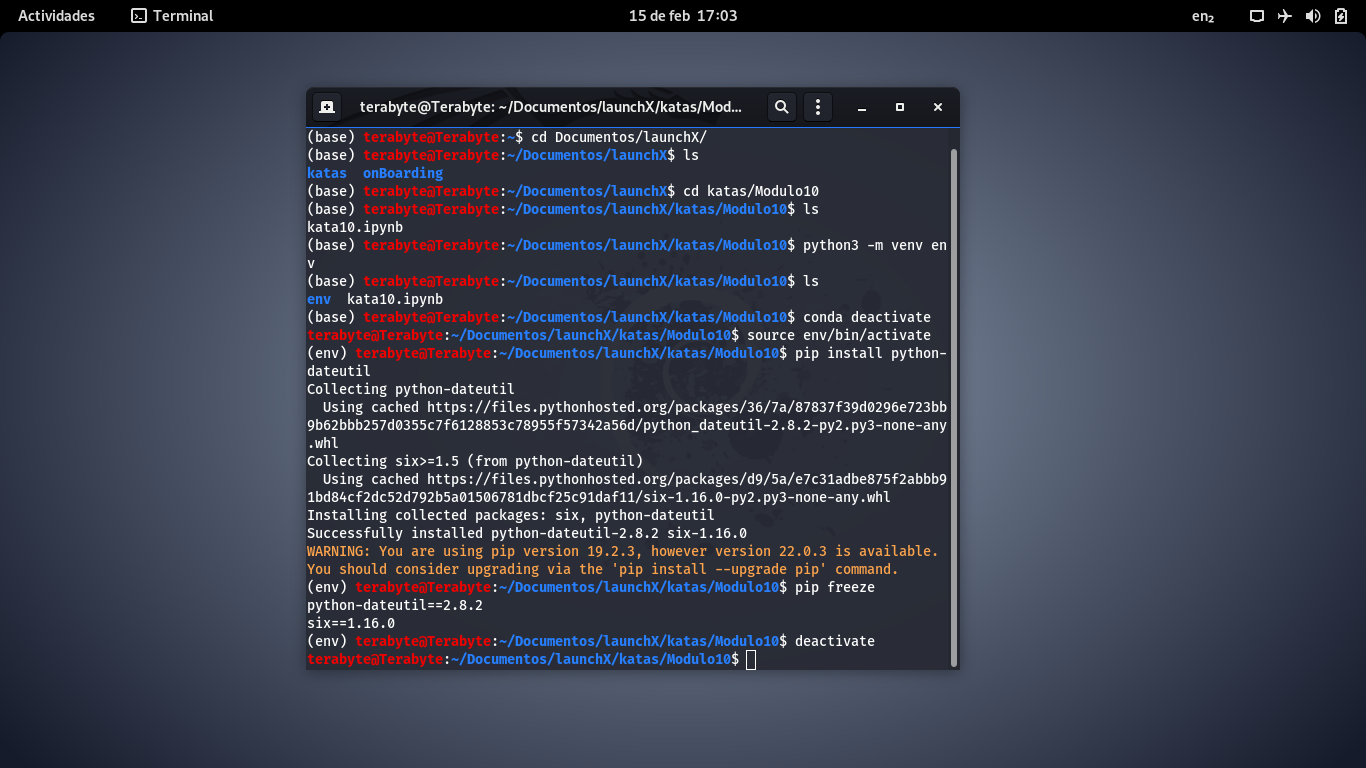 Actividades
Terminal
15 de feb 17:03
en₂
terabyte@Terabyte: ~/Documentos/launchX/katas/Mod...
(base) terabyte@Terabyte:~$ cd Documentos/launchX/
(base) terabyte@Terabyte:~/Documentos/launchX$ ls
katas  onBoarding
(base) terabyte@Terabyte:~/Documentos/launchX$ cd katas/Modulo10
(base) terabyte@Terabyte:~/Documentos/launchX/katas/Modulo10$ ls
kata10.ipynb
(base) terabyte@Terabyte:~/Documentos/launchX/katas/Modulo10$ python3 -m venv en
v
(base) terabyte@Terabyte:~/Documentos/launchX/katas/Modulo10$ ls
env  kata10.ipynb
(base) terabyte@Terabyte:~/Documentos/launchX/katas/Modulo10$ conda deactivate
terabyte@Terabyte:~/Documentos/launchX/katas/Modulo10$ source env/bin/activate
(env) terabyte@Terabyte:~/Documentos/launchX/katas/Modulo10$ pip install python-
dateutil
Collecting python-dateutil
  Using cached https://files.pythonhosted.org/packages/36/7a/87837f39d0296e723bb
9b62bbb257d0355c7f6128853c78955f57342a56d/python_dateutil-2.8.2-py2.py3-none-any
.whl
Collecting six>=1.5 (from python-dateutil)
  Using cached https://files.pythonhosted.org/packages/d9/5a/e7c31adbe875f2abbb9
1bd84cf2dc52d792b5a01506781dbcf25c91daf11/six-1.16.0-py2.py3-none-any.whl
Installing collected packages: six, python-dateutil
Successfully installed python-dateutil-2.8.2 six-1.16.0
WARNING: You are using pip version 19.2.3, however version 22.0.3 is available.
You should consider upgrading via the 'pip install --upgrade pip' command.
(env) terabyte@Terabyte:~/Documentos/launchX/katas/Modulo10$ pip freeze
python-dateutil==2.8.2
six==1.16.0
(env) terabyte@Terabyte:~/Documentos/launchX/katas/Modulo10$ deactivate
terabyte@Terabyte:~/Documentos/launchX/katas/Modulo10$